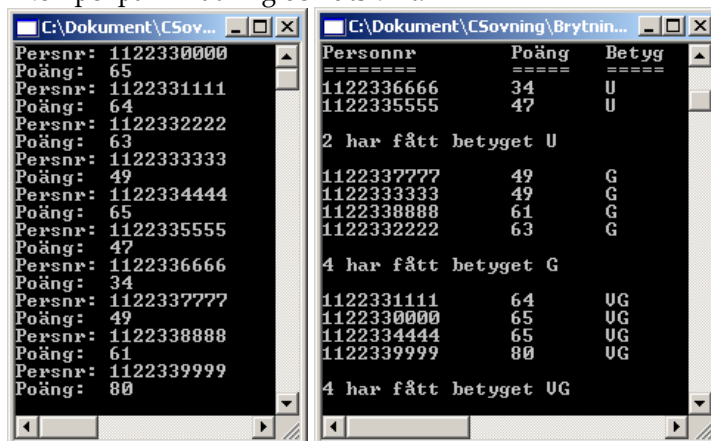 C:\Dokument\CSov...
Persnr: 1122330000
Poäng: 65
Persnr: 1122331111
Poäng: 64
Persnr: 1122332222
Poäng: 63
Persnr: 1122333333
Poäng: 49
Persnr: 1122334444
Poäng: 65
Persnr: 1122335555
Poäng: 47
Persnr: 1122336666
Poäng: 34
Persnr: 1122337777
Poäng: 49
Persnr: 1122338888
Poäng: 61
Persnr: 1122339999
Poäng: 80
C:\Dokument\CSovning\Brytnin...
Personnr Poäng Betyg
======== ===== =====
1122336666 34 U
1122335555 47 U
2 har fått betyget U
1122337777 49 G
1122333333 49 G
1122338888 61 G
1122332222 63 G
4 har fått betyget G
1122331111 64 VG
1122330000 65 VG
1122334444 65 VG
1122339999 80 VG
4 har fått betyget VG